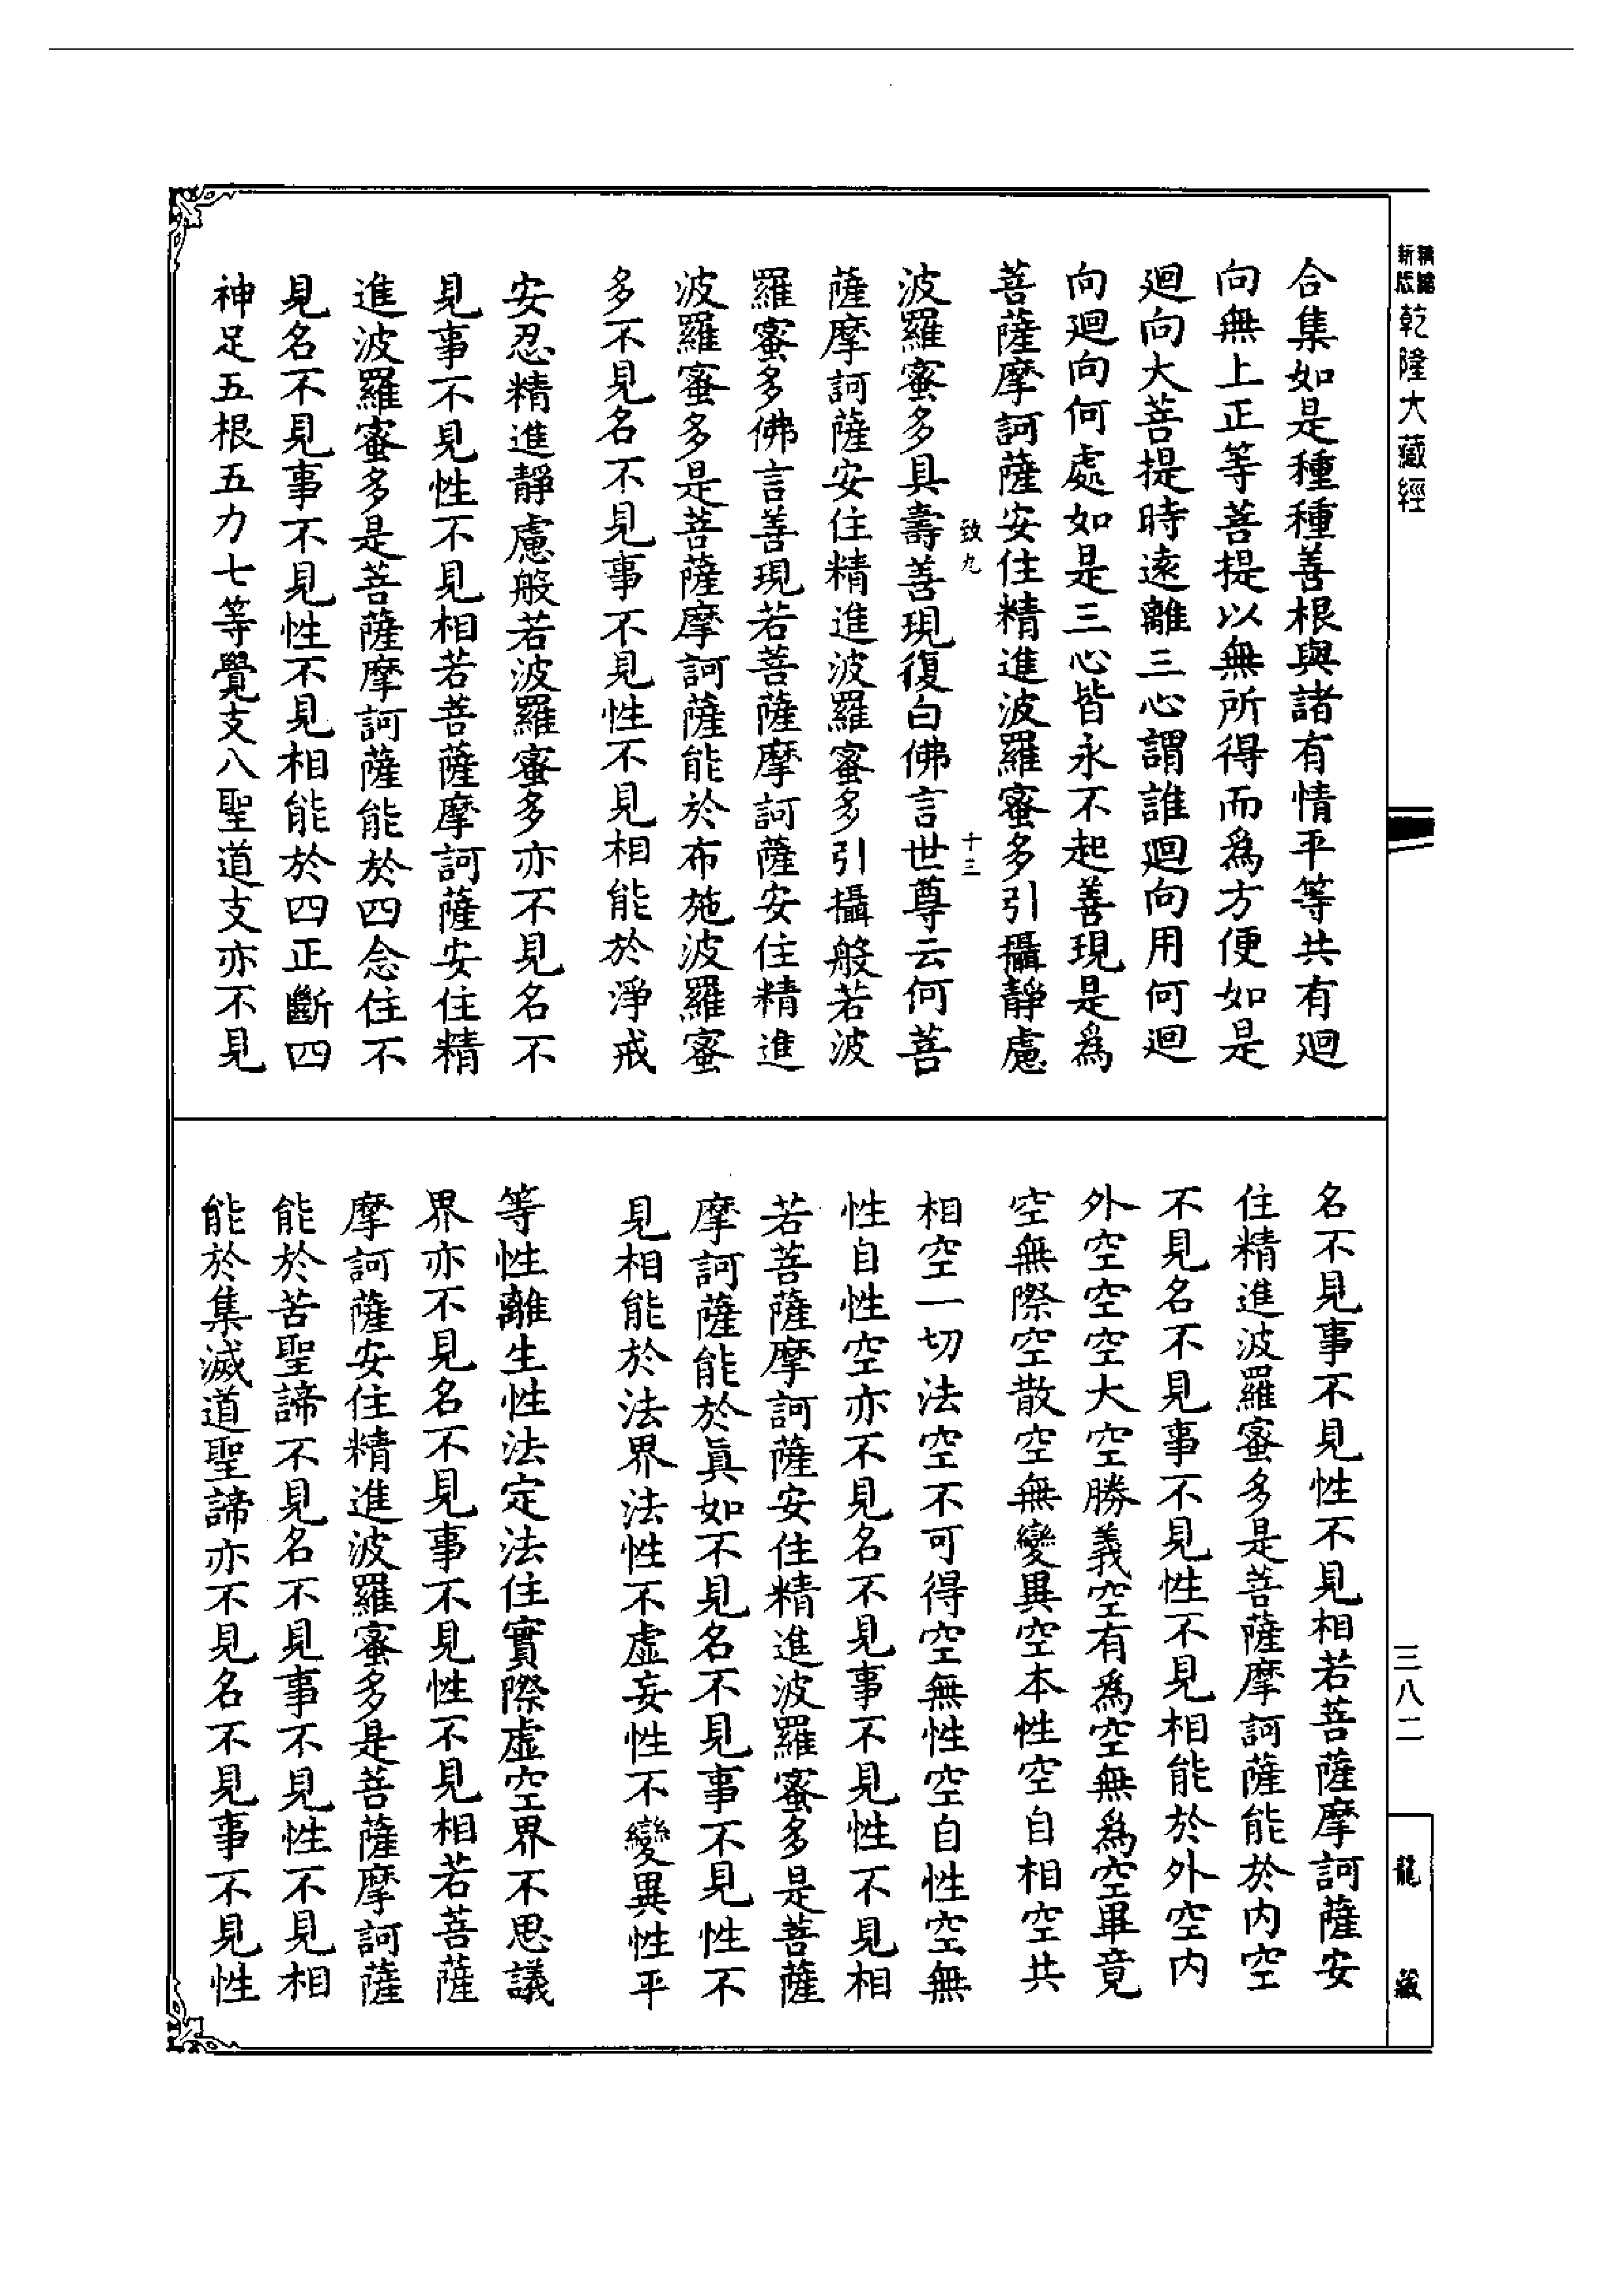 乾隆大藏經
合集如是種種善根與諸有情平等共有迴
向無上正等菩提以無所得而為方便如是
迴向大菩提時遠離三心謂誰迴向用何迴
向迴向何處如是三心皆永不起善現是為
菩薩摩訶薩安住精進波羅蜜多引攝靜慮
致九
十三
波羅蜜多具壽善現復白佛言世尊云何菩
薩摩訶薩安住精進波羅蜜多引攝般若波
羅蜜多佛言善現若菩薩摩訶薩安住精進
波羅蜜多是菩薩摩訶薩能於布施波羅蜜
多不見名不見事不見性不見相能於淨戒
安忍精進靜慮般若波羅蜜多亦不見名不
見事不見性不見相若菩薩摩訶薩安住精
進波羅蜜多是菩薩摩訶薩能於四念住不
見名不見事不見性不見相能於四正斷四
神足五根五力七等覺支八聖道支亦不見
名不見事不見性不見相若菩薩摩訶薩安
住精進波羅蜜多是菩薩摩訶薩能於內空
不見名不見事不見性不見相能於外空內
外空空空大空勝義空有為空無為空畢竟
空無際空散空無變異空本性空自相空共
相空一切法空不可得空無性空自性空無
性自性空亦不見名不見事不見性不見相
若菩薩摩訶薩安住精進波羅蜜多是菩薩
摩訶薩能於眞如不見名不見事不見性不
見相能於法界法性不虛妄性不變異性平
等性離生性法定法住實際虛空界不思議
界亦不見名不見事不見性不見相若菩薩
摩訶薩安住精進波羅蜜多是菩薩摩訶薩
能於苦聖諦不見名不見事不見性不見相
能於集滅道聖諦亦不見名不見事不見性
三八二
龍藏